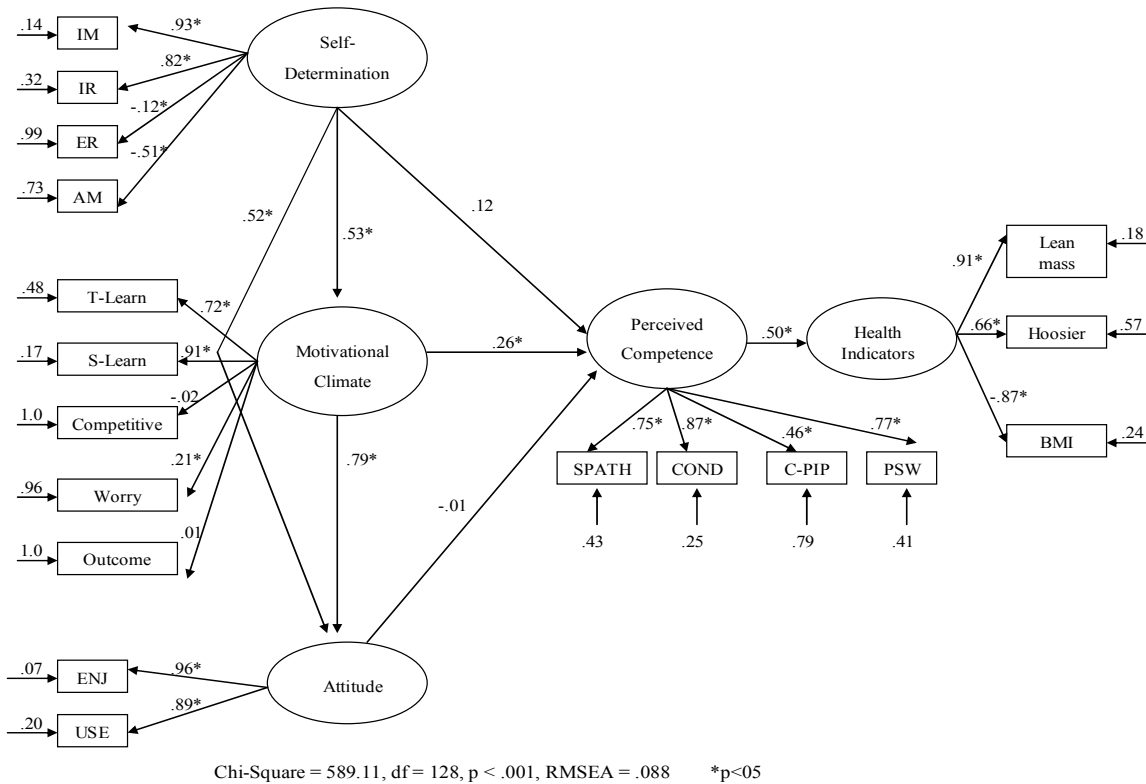 .14
IM
.93*
.32
IR
.82*
.99
ER
-.12*
.73
AM
-.51*
Self-
Determination
.52*
.53*
.12
.48
T-Learn
.72*
.17
S-Learn
.91*
1.0
Competitive
-.02
.96
Worry
.21*
1.0
Outcome
.01
Motivational
Climate
.26*
.79*
-.01
Perceived
Competence
.50*
Health
Indicators
.91*
Lean
mass
.18
.66*
Hoosier
.57
-.87*
BMI
.24
.75*
.87*
.46*
.77*
SPATH
COND
C-PIP
PSW
.43
.25
.79
.41
.07
ENJ
.96*
.20
USE
.89*
Attitude
Chi-Square = 589.11, df = 128, p < .001, RMSEA = .088 *p<05